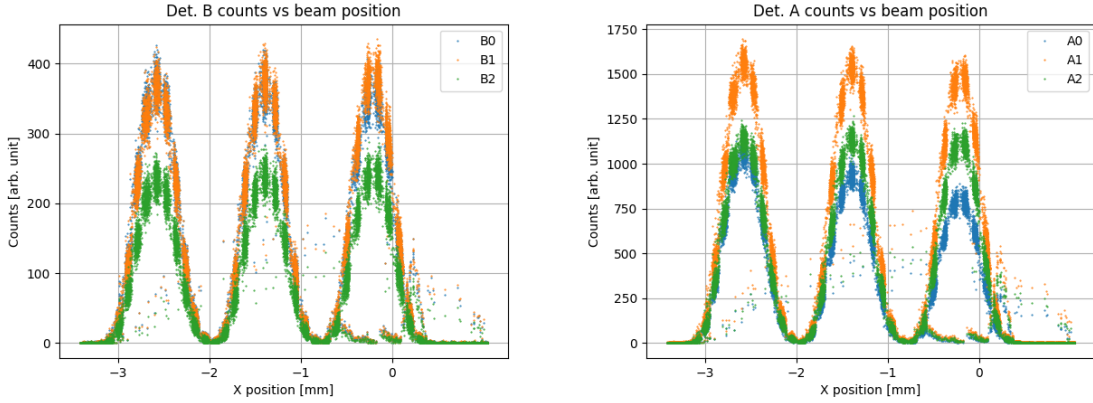 Det. B counts vs beam position
400
300
200
100
0
Counts [arb. unit]
−3
−2
−1
0
X position [mm]
B0
B1
B2
Det. A counts vs beam position
1750
1500
1250
1000
750
500
250
0
Counts [arb. unit]
−3
−2
−1
0
X position [mm]
A0
A1
A2